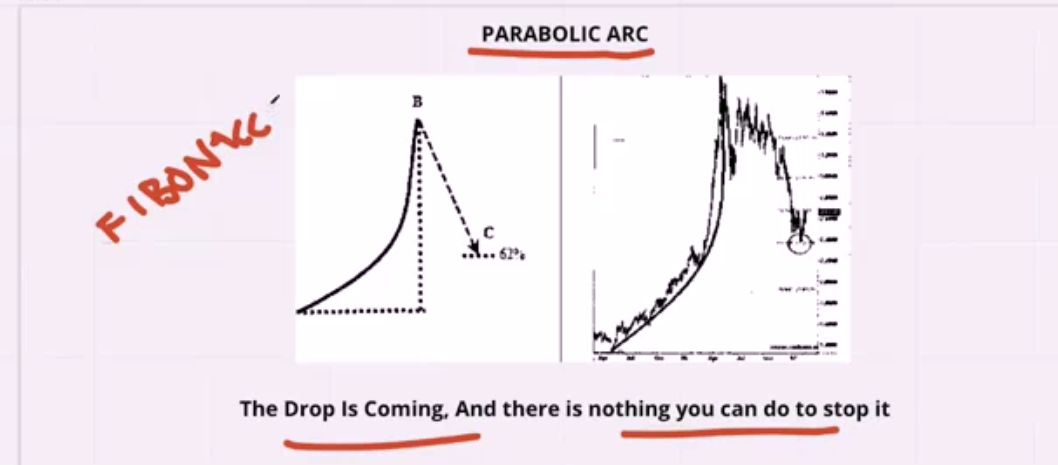 PARABOLIC ARC
FIBONACC
B
C
62%
The Drop Is Coming, And there is nothing you can do to stop it